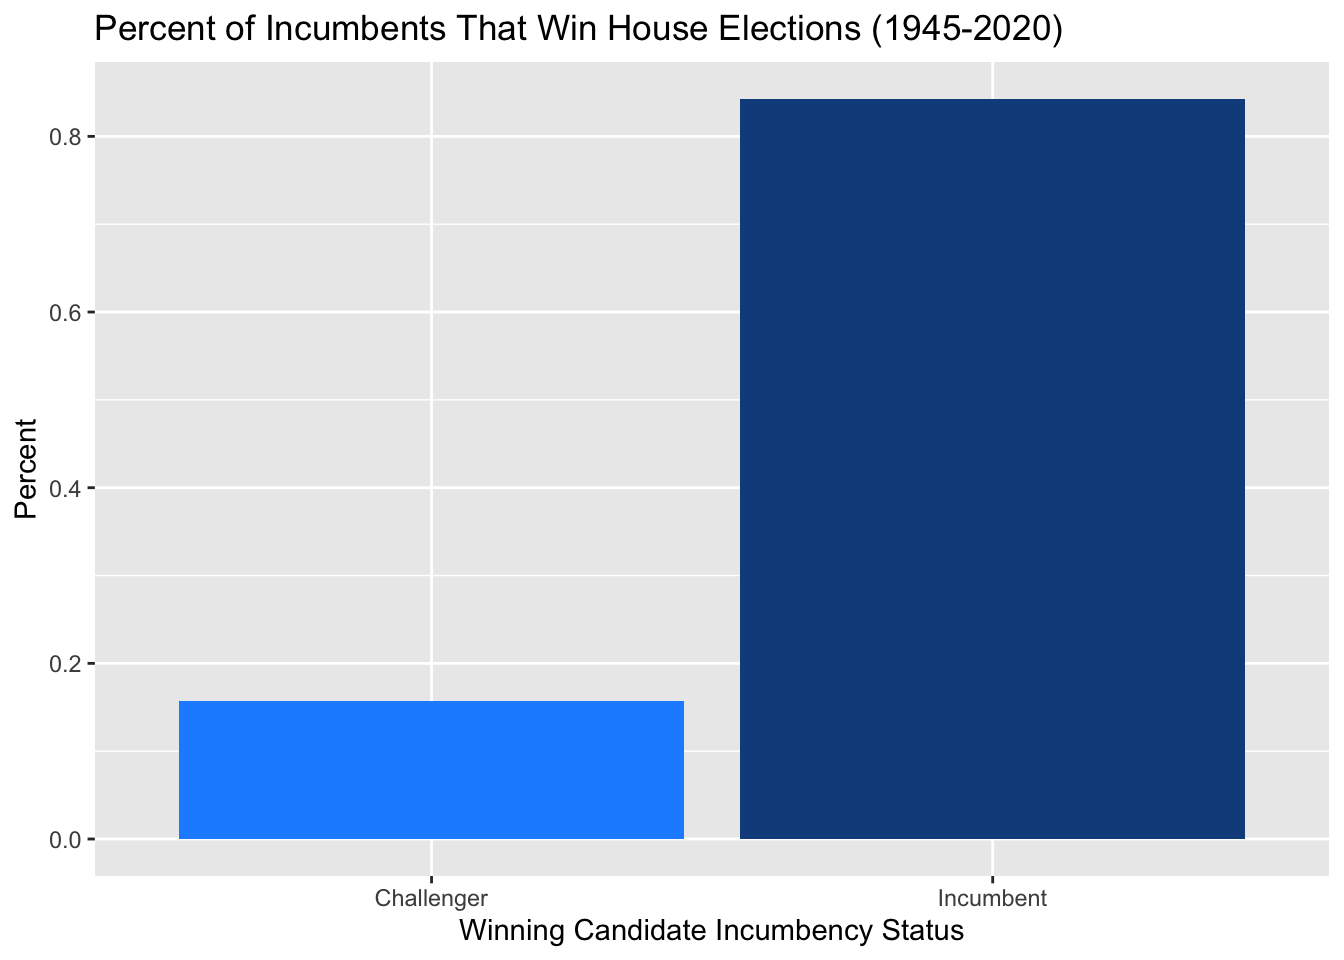 Percent of Incumbents That Win House Elections (1945-2020)
0.8
0.6
0.4
0.2
0.0
Percent
Challenger
Incumbent
Winning Candidate Incumbency Status